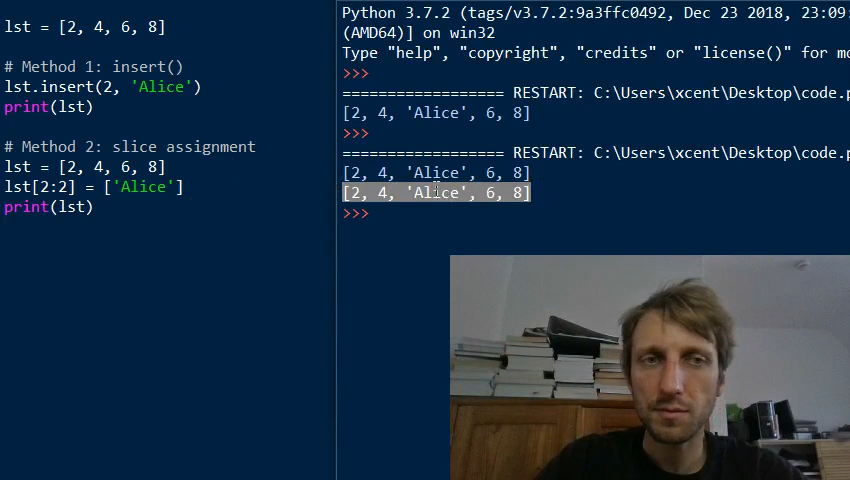 lst = [2, 4, 6, 8]
# Method 1: insert()
lst.insert(2, 'Alice')
print(lst)
# Method 2: slice assignment
lst = [2, 4, 6, 8]
lst[2:2] = ['Alice']
print(lst)
Python 3.7.2 (tags/v3.7.2:9a3ffc0492, Dec 23 2018, 23:09:
(AMD64)] on win32
Type "help", "copyright", "credits" or "license()" for mo
>>>
================== RESTART: C:\Users\xcent\Desktop\code.p
[2, 4, 'Alice', 6, 8]
>>>
================== RESTART: C:\Users\xcent\Desktop\code.p
[2, 4, 'Alice', 6, 8]
[2, 4, 'Alice', 6, 8]
>>>